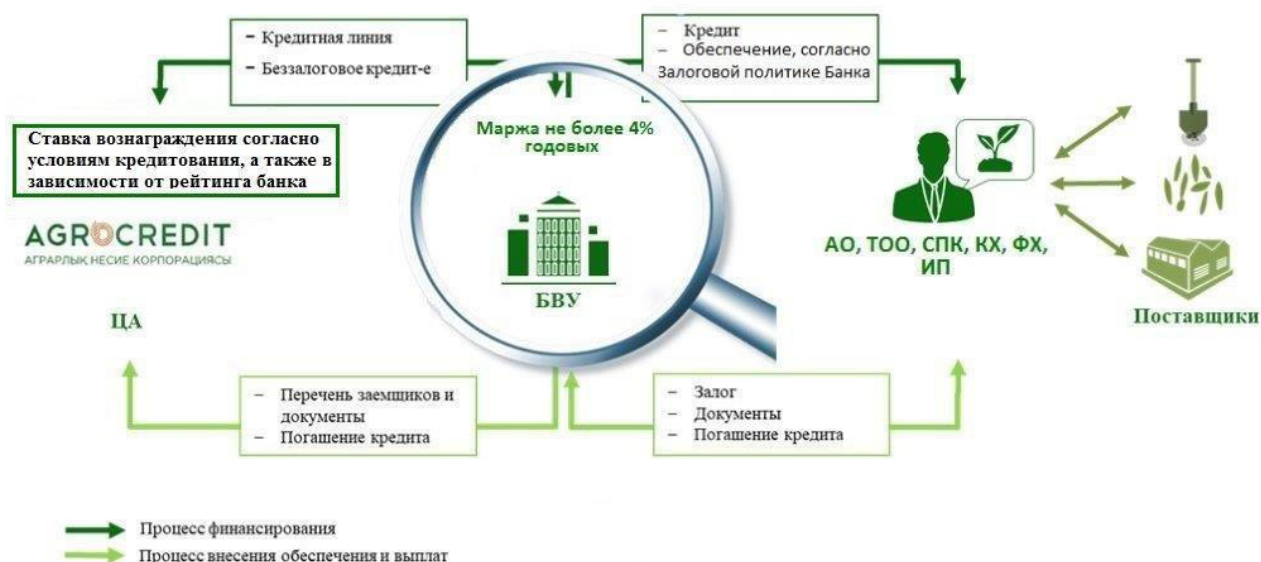 – Кредитная линия
– Беззалоговое кредит-е
– Кредит
– Обеспечение, согласно
Залоговой политике Банка
Ставка вознаграждения согласно
условиям кредитования, а также в
зависимости от рейтинга банка
AGROCREDIT
АГРАРЛЫҚ НЕСИЕ КОРПОРАЦИЯСЫ
ЦА
Маржа не более 4%
годовых
БВУ
АО, ТОО, СПК, КХ, ФХ,
ИП
Поставщики
– Перечень заемщиков и
документы
– Погашение кредита
– Залог
– Документы
– Погашение кредита
Процесс финансирования
Процесс внесения обеспечения и выплат